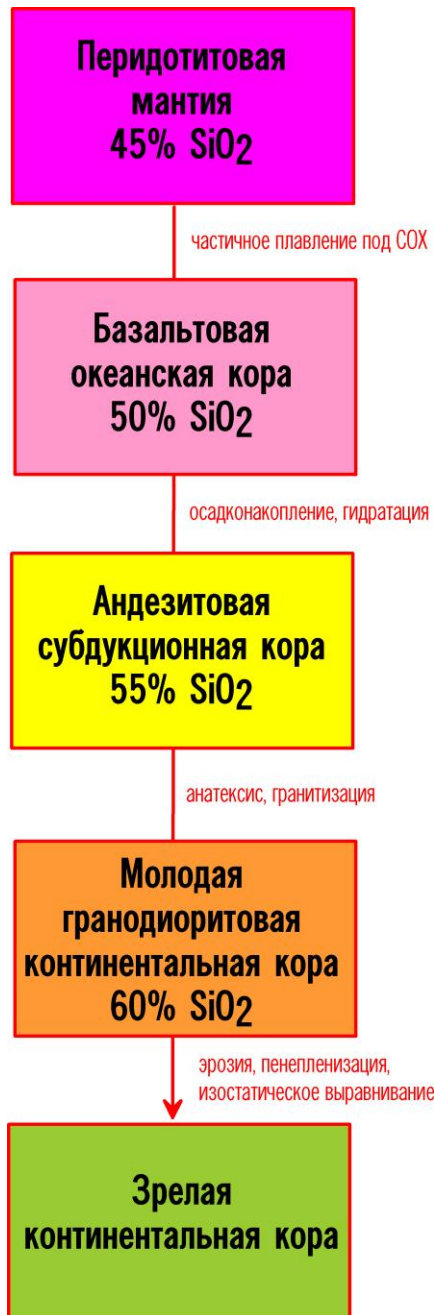 Перидотитовая
мантия
45% SiO2
частичное плавление под СОХ
Базальтовая
океанская кора
50% SiO2
осадконакопление, гидратация
Андезитовая
субдукционная кора
55% SiO2
анатексис, гранитизация
Молодая
гранодиоритовая
континентальная кора
60% SiO2
эрозия, пенепленизация,
изостатическое выравнивание
Зрелая
континентальная кора